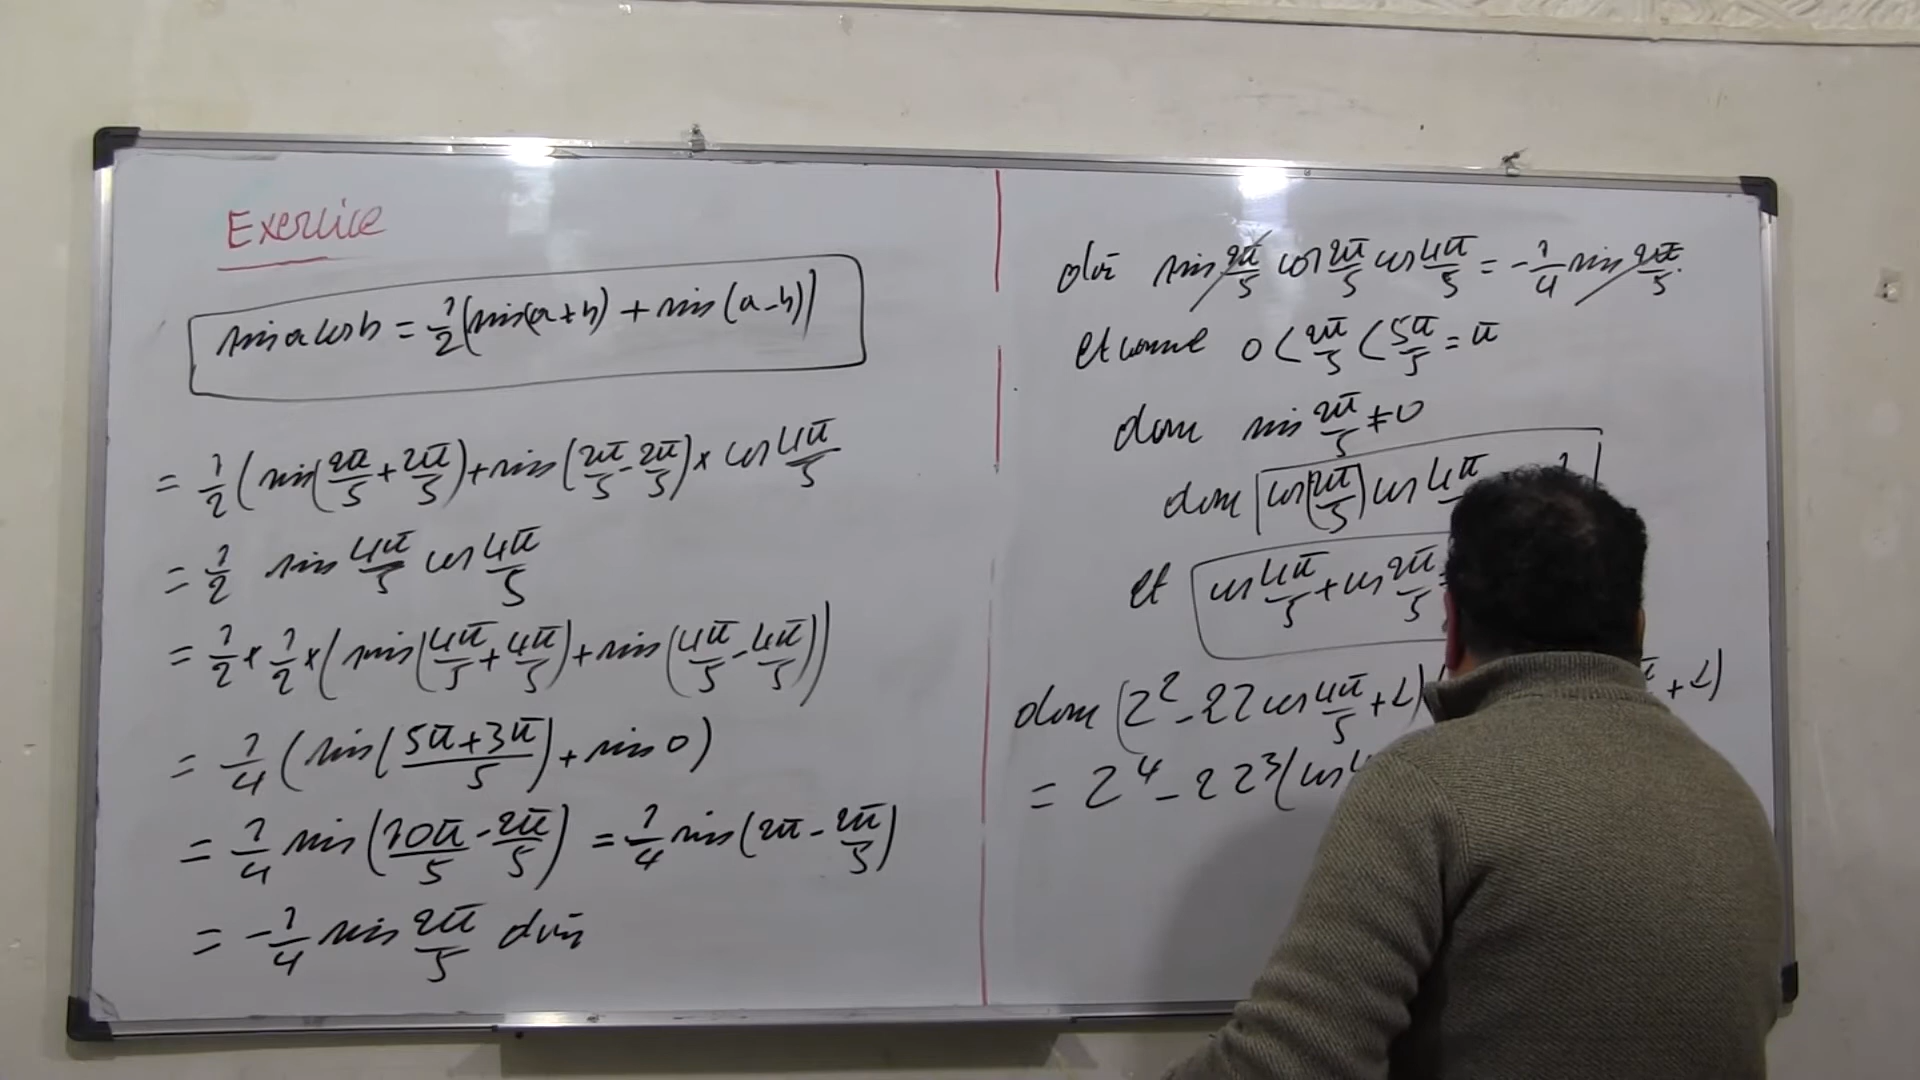 Exercice
sin a cos b = 1/2 (sin(a+b) + sin(a-b))
= 1/2 (sin(2π/5 + 2π/5) + sin(2π/5 - 2π/5) × cos 4π/5
= 1/2 sin 4π/5 cos 4π/5
= 1/2 × 1/2 × (sin(4π/5 + 4π/5) + sin(4π/5 - 4π/5))
= 1/4 (sin((5π+3π)/5) + sin 0)
= 1/4 sin(10π/5 - 2π/5) = 1/4 sin(2π - 2π/5)
= -1/4 sin 2π/5 d'où
d'où sin 2π/5 cos 2π/5 cos 4π/5 = -1/4 sin 2π/5.
et comme 0 < 2π/5 < 5π/5 = π
donc sin 2π/5 ≠ 0
donc cos(2π/5) cos 4π
et cos 4π/5 + cos 2π/5 =
donc (Z² - 2Z cos 4π/5 + 1) π + 1)
= Z⁴ - 2Z³ (cos 4